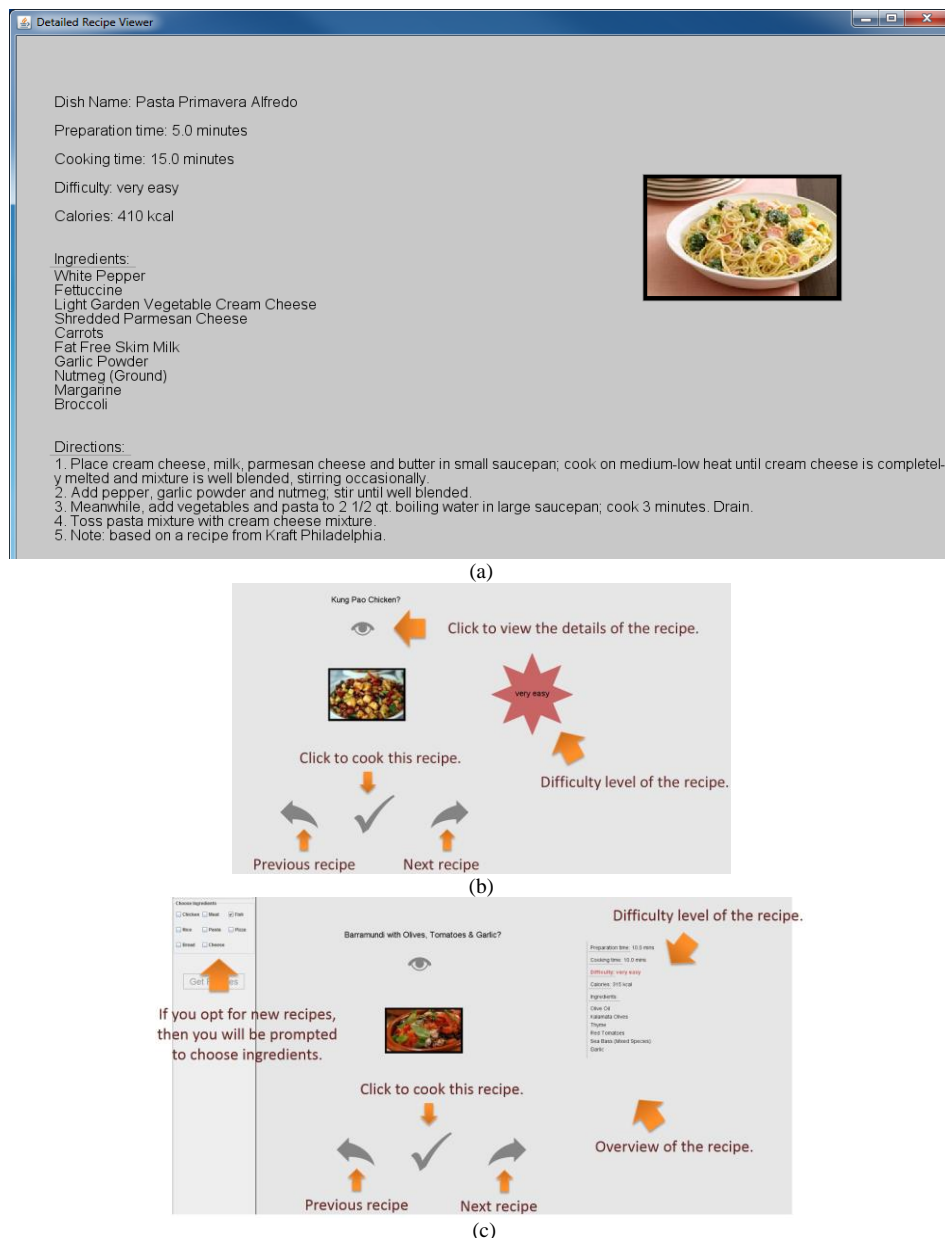 Detailed Recipe Viewer
Dish Name: Pasta Primavera Alfredo
Preparation time: 5.0 minutes
Cooking time: 15.0 minutes
Difficulty: very easy
Calories: 410 kcal
Ingredients:
White Pepper
Fettuccine
Light Garden Vegetable Cream Cheese
Shredded Parmesan Cheese
Carrots
Fat Free Skim Milk
Garlic Powder
Nutmeg (Ground)
Margarine
Broccoli
Directions:
1. Place cream cheese, milk, parmesan cheese and butter in small saucepan; cook on medium-low heat until cream cheese is completel-
y melted and mixture is well blended, stirring occasionally.
2. Add pepper, garlic powder and nutmeg; stir until well blended.
3. Meanwhile, add vegetables and pasta to 2 1/2 qt. boiling water in large saucepan; cook 3 minutes. Drain.
4. Toss pasta mixture with cream cheese mixture.
5. Note: based on a recipe from Kraft Philadelphia.
(a)
Kung Pao Chicken?
Click to view the details of the recipe.
very easy
Click to cook this recipe.
Difficulty level of the recipe.
Previous recipe
Next recipe
(b)
Choose Ingredients
Chicken Meat Fish
Rice Pasta Pizza
Bread Cheese
Get
If you opt for new recipes,
then you will be prompted
to choose ingredients.
Barramundi with Olives, Tomatoes & Garlic?
Click to cook this recipe.
Previous recipe
Next recipe
Difficulty level of the recipe.
Preparation time: 10.0 mins
Cooking time: 10.0 mins
Difficulty: very easy
Calories: 315 kcal
Ingredients:
Olive Oil
Kalamata Olives
Thyme
Red Tomatoes
Sea Bass (Mixed Species)
Garlic
Overview of the recipe.
(c)